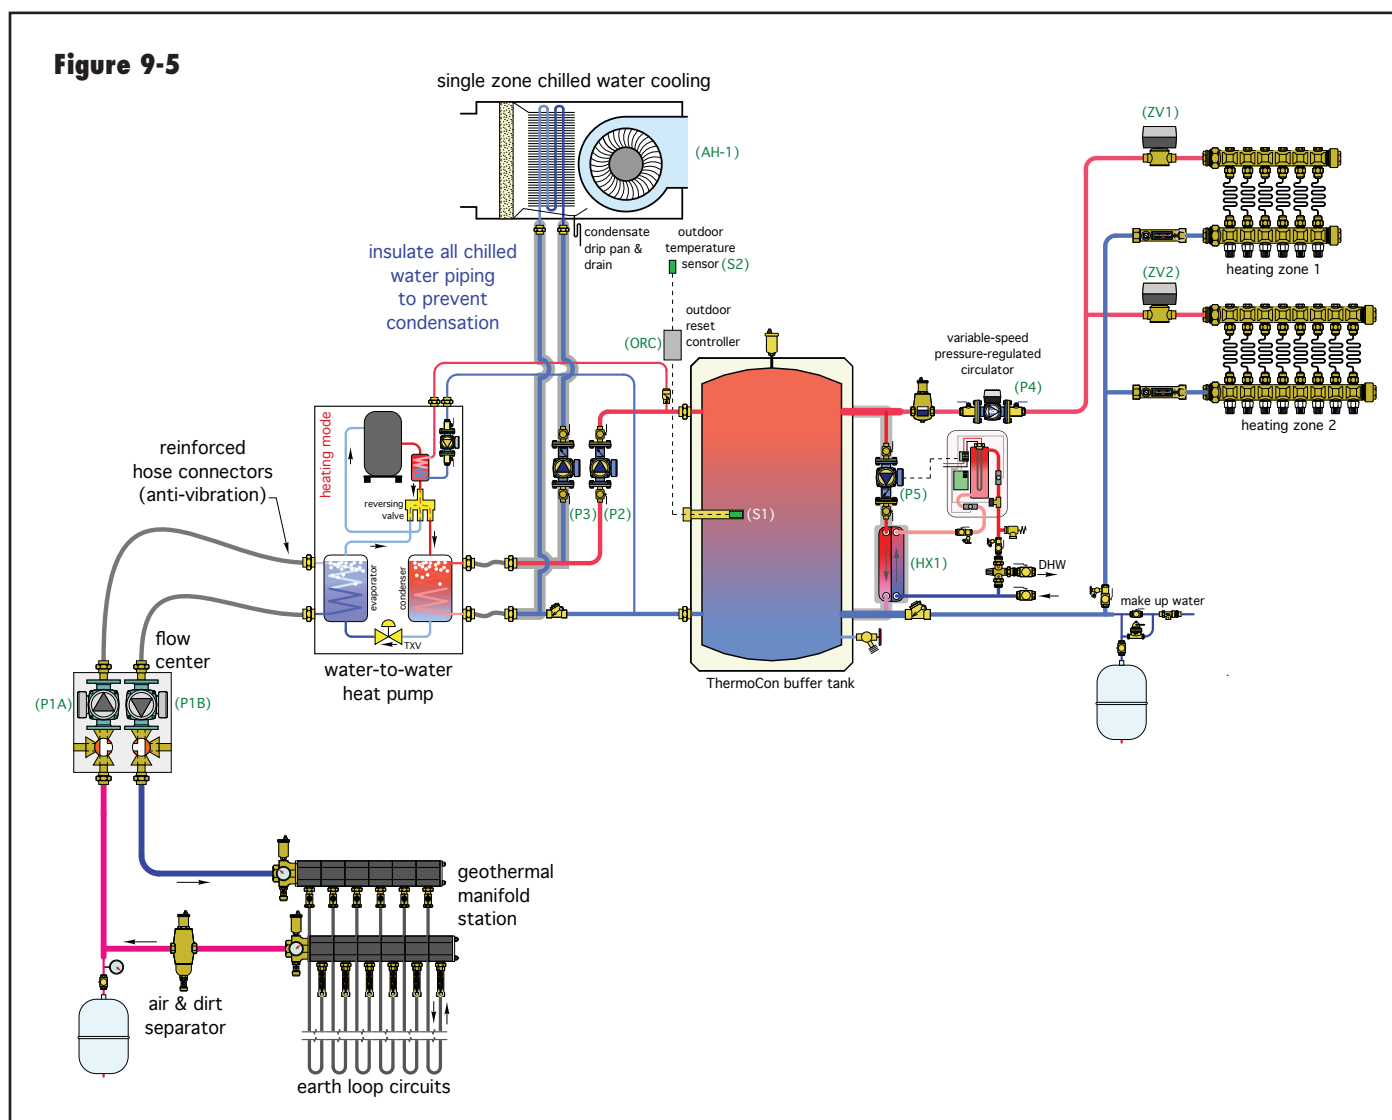 Figure 9-5
single zone chilled water cooling
(AH-1)
(ZV1)
condensate
drip pan &
drain
outdoor
temperature
sensor (S2)
insulate all chilled
water piping
to prevent
condensation
heating zone 1
(ZV2)
outdoor
reset
controller
(ORC)
variable-speed
pressure-regulated
circulator
(P4)
heating zone 2
heating mode
reinforced
hose connectors
(anti-vibration)
reversing
valve
(P3)
(P2)
(S1)
(P5)
(HX1)
DHW
evaporator
condenser
TXV
make up water
water-to-water
heat pump
ThermoCon buffer tank
flow
center
(P1A)
(P1B)
geothermal
manifold
station
air & dirt
separator
earth loop circuits